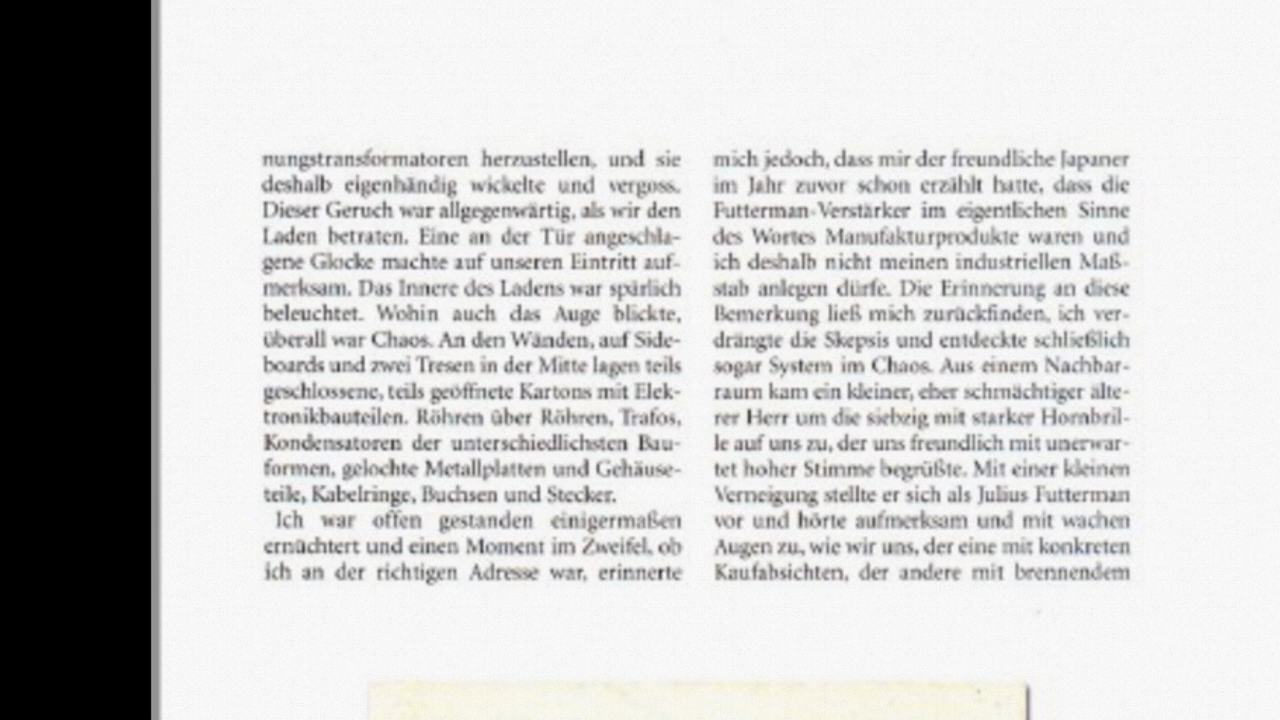 nungstransformatoren herzustellen, und sie
deshalb eigenhändig wickelte und vergoss.
Dieser Geruch war allgegenwärtig, als wir den
Laden betraten. Eine an der Tür angeschla-
gene Glocke machte auf unseren Eintritt auf-
merksam. Das Innere des Ladens war spärlich
beleuchtet. Wohin auch das Auge blickte,
überall war Chaos. An den Wänden, auf Side-
boards und zwei Tresen in der Mitte lagen teils
geschlossene, teils geöffnete Kartons mit Elek-
tronikbauteilen. Röhren über Röhren, Trafos,
Kondensatoren der unterschiedlichsten Bau-
formen, gelochte Metallplatten und Gehäuse-
teile, Kabelringe, Buchsen und Stecker.
Ich war offen gestanden einigermaßen
ernüchtert und einen Moment im Zweifel, ob
ich an der richtigen Adresse war, erinnerte
mich jedoch, dass mir der freundliche Japaner
im Jahr zuvor schon erzählt hatte, dass die
Futterman-Verstärker im eigentlichen Sinne
des Wortes Manufakturprodukte waren und
ich deshalb nicht meinen industriellen Maß-
stab anlegen dürfe. Die Erinnerung an diese
Bemerkung ließ mich zurückfinden, ich ver-
drängte die Skepsis und entdeckte schließlich
sogar System im Chaos. Aus einem Nachbar-
raum kam ein kleiner, eher schmächtiger älte-
rer Herr um die siebzig mit starker Hornbril-
le auf uns zu, der uns freundlich mit unerwar-
tet hoher Stimme begrüßte. Mit einer kleinen
Verneigung stellte er sich als Julius Futterman
vor und hörte aufmerksam und mit wachen
Augen zu, wie wir uns, der eine mit konkreten
Kaufabsichten, der andere mit brennendem